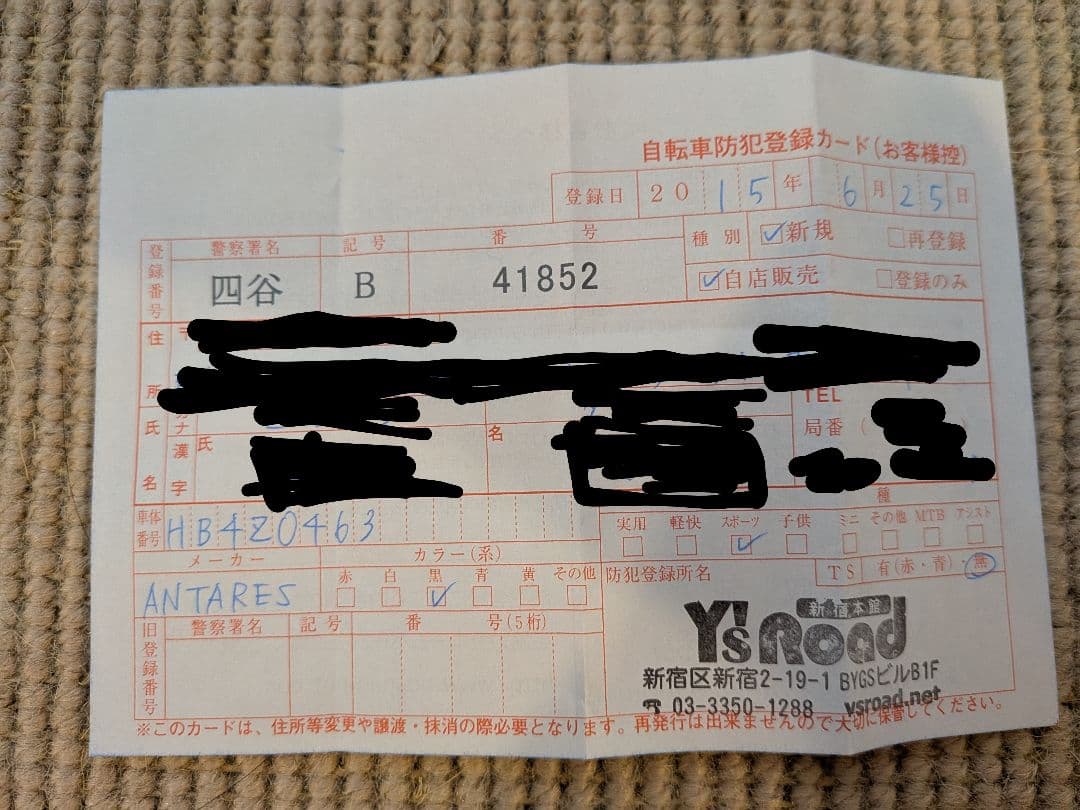 自転車防犯登録カード(お客様控)
登録日 2015年 6月25日
登録番号 警察署名 記号 番号 種別 ☑新規 □再登録
四谷 B 41852 ☑自店販売 □登録のみ
住所 〒
TEL
氏名 カナ 漢字 氏 名 局番 (
種
車体番号 HB4Z0463 実用 軽快 スポーツ 子供 ミニ その他 MTB アシスト
□ □ ☑ □ □ □ □ □
メーカー カラー(系)
ANTARES 赤 白 黒 青 黄 その他 防犯登録所名 TS 有(赤・青)・無
□ □ ☑ □ □ □
旧登録番号 警察署名 記号 番号(5桁)
Y'sRoad 新宿本館
新宿区新宿2-19-1 BYGSビルB1F
☎ 03-3350-1288 ysroad.net
※このカードは、住所等変更や譲渡・抹消の際必要となります。再発行は出来ませんので大切に保管してください。